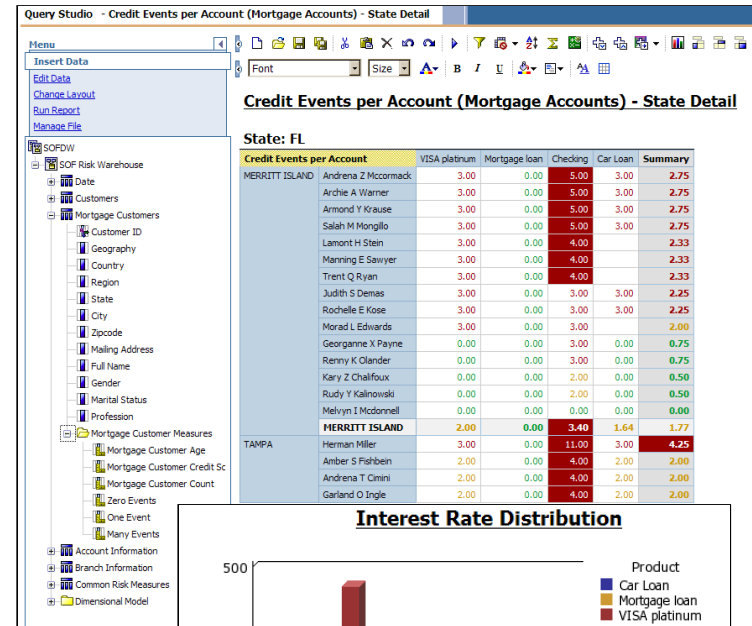 Query Studio - Credit Events per Account (Mortgage Accounts) - State Detail
Menu
Insert Data
Edit Data
Change Layout
Run Report
Manage File
SOFDW
SOF Risk Warehouse
Date
Customers
Mortgage Customers
Customer ID
Geography
Country
Region
State
City
Zipcode
Mailing Address
Full Name
Gender
Marital Status
Profession
Mortgage Customer Measures
Mortgage Customer Age
Mortgage Customer Credit Sc
Mortgage Customer Count
Zero Events
One Event
Many Events
Account Information
Branch Information
Common Risk Measures
Dimensional Model
Font Size A B I U
Credit Events per Account (Mortgage Accounts) - State Detail
State: FL
Credit Events per Account VISA platinum Mortgage loan Checking Car Loan Summary
MERRITT ISLAND Andrena Z Mccormack 3.00 0.00 5.00 3.00 2.75
Archie A Warner 3.00 0.00 5.00 3.00 2.75
Armond Y Krause 3.00 0.00 5.00 3.00 2.75
Salah M Mongillo 3.00 0.00 5.00 3.00 2.75
Lamont H Stein 3.00 0.00 4.00 2.33
Manning E Sawyer 3.00 0.00 4.00 2.33
Trent Q Ryan 3.00 0.00 4.00 2.33
Judith S Demas 3.00 0.00 3.00 3.00 2.25
Rochelle E Kose 3.00 0.00 3.00 3.00 2.25
Morad L Edwards 3.00 0.00 3.00 2.00
Georganne X Payne 0.00 0.00 3.00 0.00 0.75
Renny K Olander 0.00 0.00 3.00 0.00 0.75
Kary Z Chalifoux 0.00 0.00 2.00 0.00 0.50
Rudy Y Kalinowski 0.00 0.00 2.00 0.00 0.50
Melvyn I Mcdonnell 0.00 0.00 0.00 0.00 0.00
MERRITT ISLAND 2.00 0.00 3.40 1.64 1.77
TAMPA Herman Miller 3.00 0.00 11.00 3.00 4.25
Amber S Fishbein 2.00 0.00 4.00 2.00 2.00
Andrena T Cimini 2.00 0.00 4.00 2.00 2.00
Garland O Ingle 2.00 0.00 4.00 2.00 2.00
Interest Rate Distribution
500
Product
Car Loan
Mortgage loan
VISA platinum